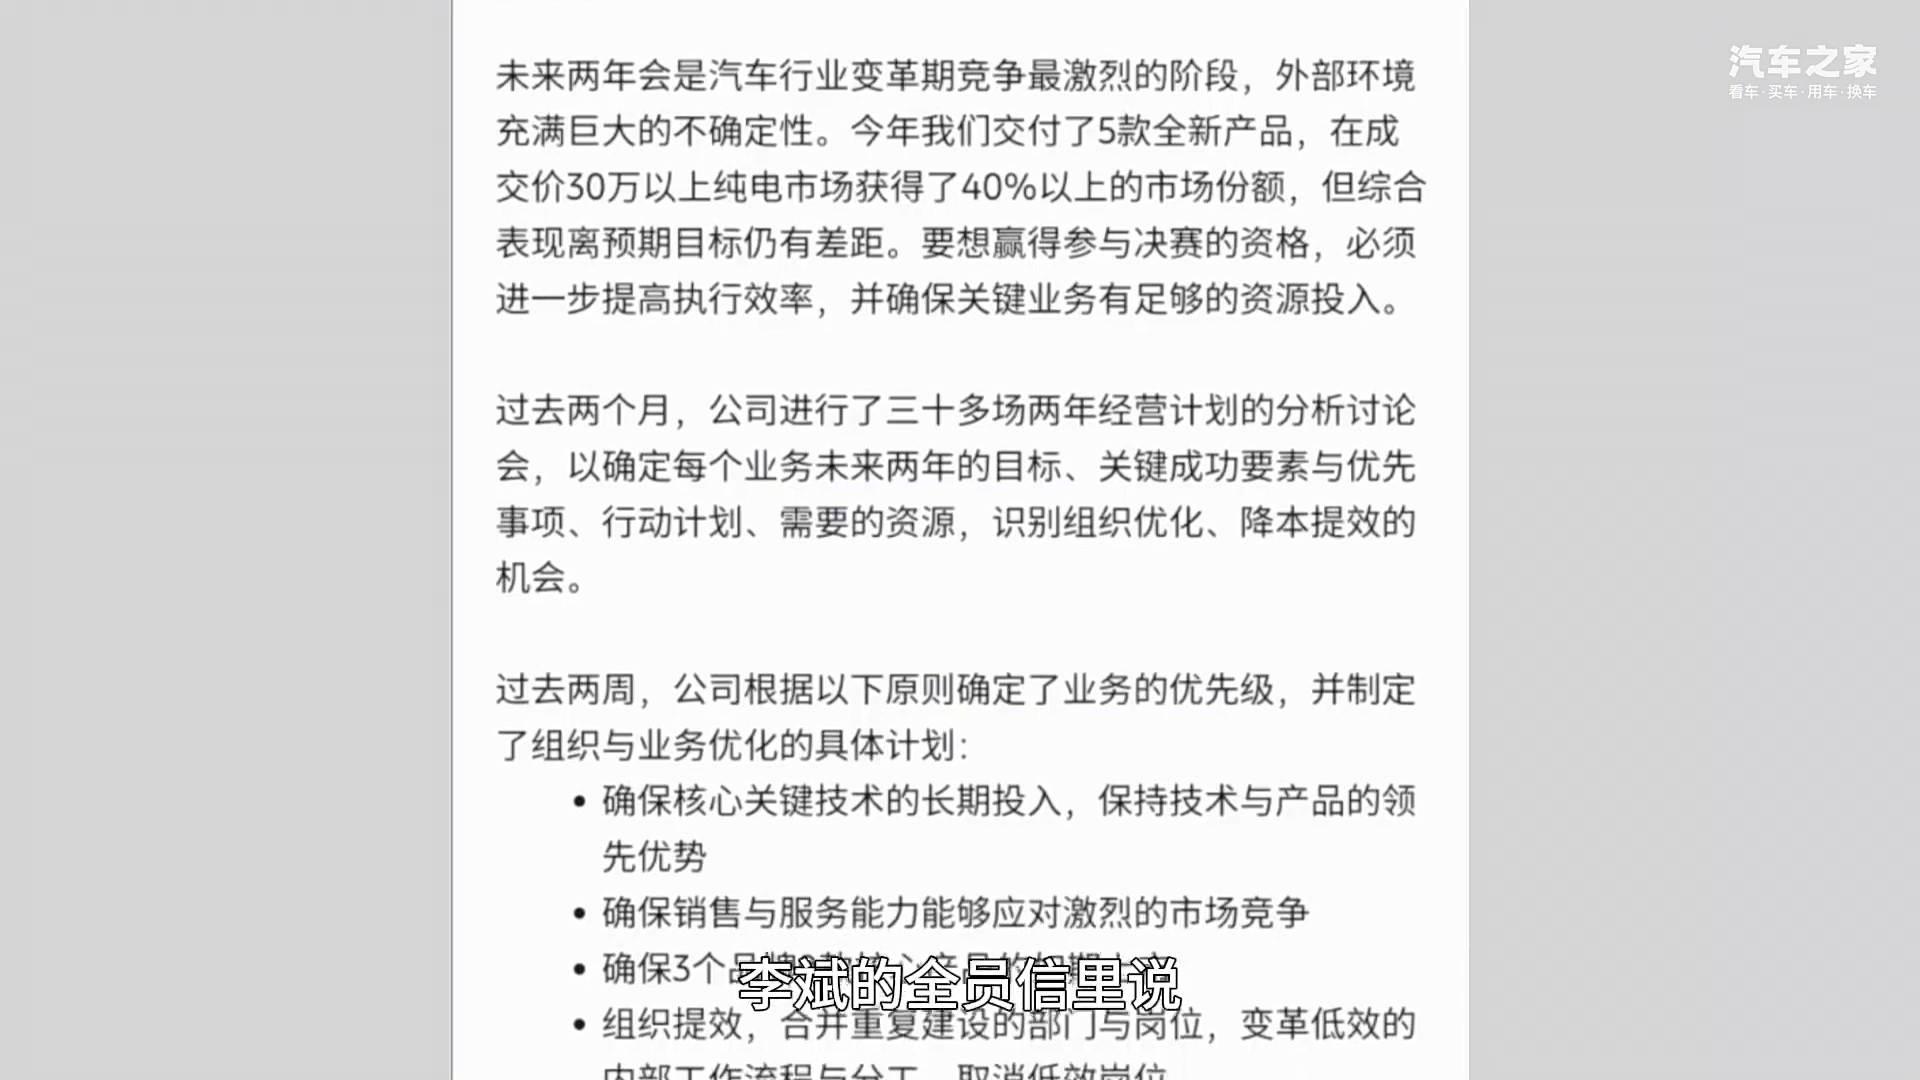 汽车之家
看车·买车·用车·换车
未来两年会是汽车行业变革期竞争最激烈的阶段，外部环境
充满巨大的不确定性。今年我们交付了5款全新产品，在成
交价30万以上纯电市场获得了40%以上的市场份额，但综合
表现离预期目标仍有差距。要想赢得参与决赛的资格，必须
进一步提高执行效率，并确保关键业务有足够的资源投入。
过去两个月，公司进行了三十多场两年经营计划的分析讨论
会，以确定每个业务未来两年的目标、关键成功要素与优先
事项、行动计划、需要的资源，识别组织优化、降本提效的
机会。
过去两周，公司根据以下原则确定了业务的优先级，并制定
了组织与业务优化的具体计划：
• 确保核心关键技术的长期投入，保持技术与产品的领
先优势
• 确保销售与服务能力能够应对激烈的市场竞争
• 确保3个
李斌的全员信里说
• 组织提效，合并重复建设的部门与岗位，变革低效的
内部工作流程与分工，取消低效岗位